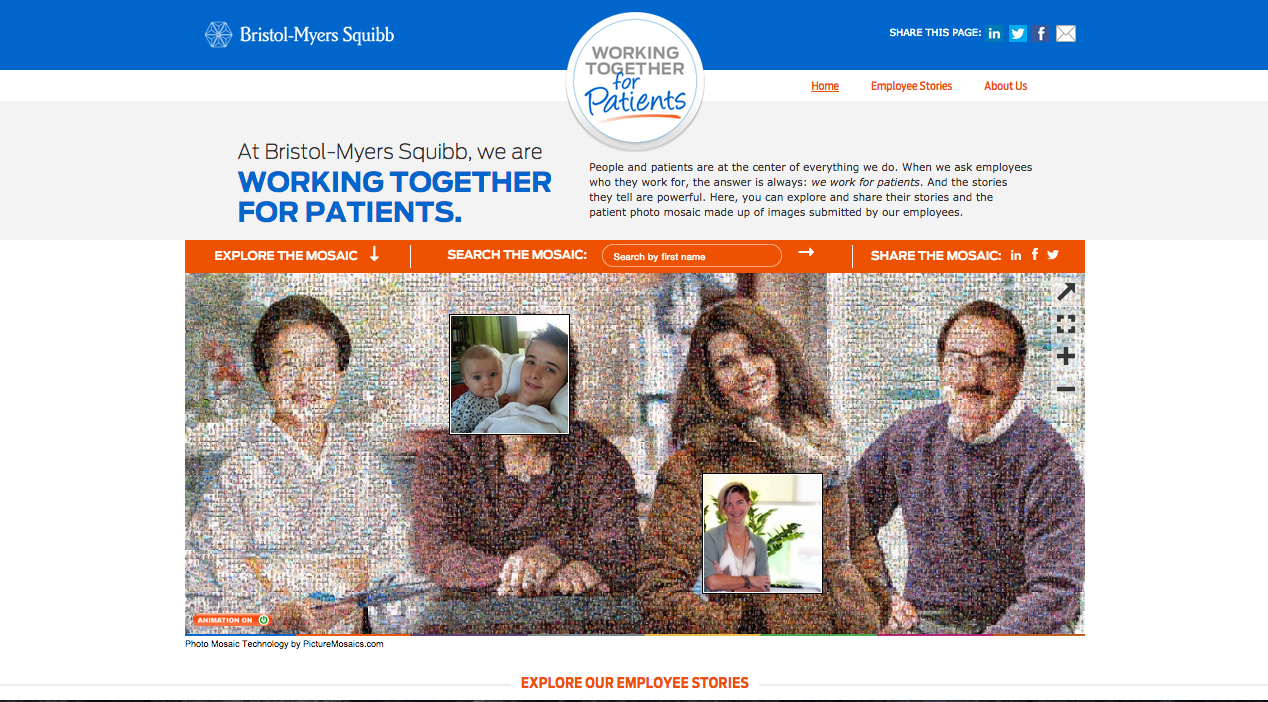 Bristol-Myers Squibb
WORKING
TOGETHER
for
Patients
SHARE THIS PAGE:
Home Employee Stories About Us
At Bristol-Myers Squibb, we are
WORKING TOGETHER
FOR PATIENTS.
People and patients are at the center of everything we do. When we ask employees
who they work for, the answer is always: we work for patients. And the stories
they tell are powerful. Here, you can explore and share their stories and the
patient photo mosaic made up of images submitted by our employees.
EXPLORE THE MOSAIC
SEARCH THE MOSAIC: Search by first name
SHARE THE MOSAIC:
ANIMATION ON
Photo Mosaic Technology by PictureMosaics.com
EXPLORE OUR EMPLOYEE STORIES